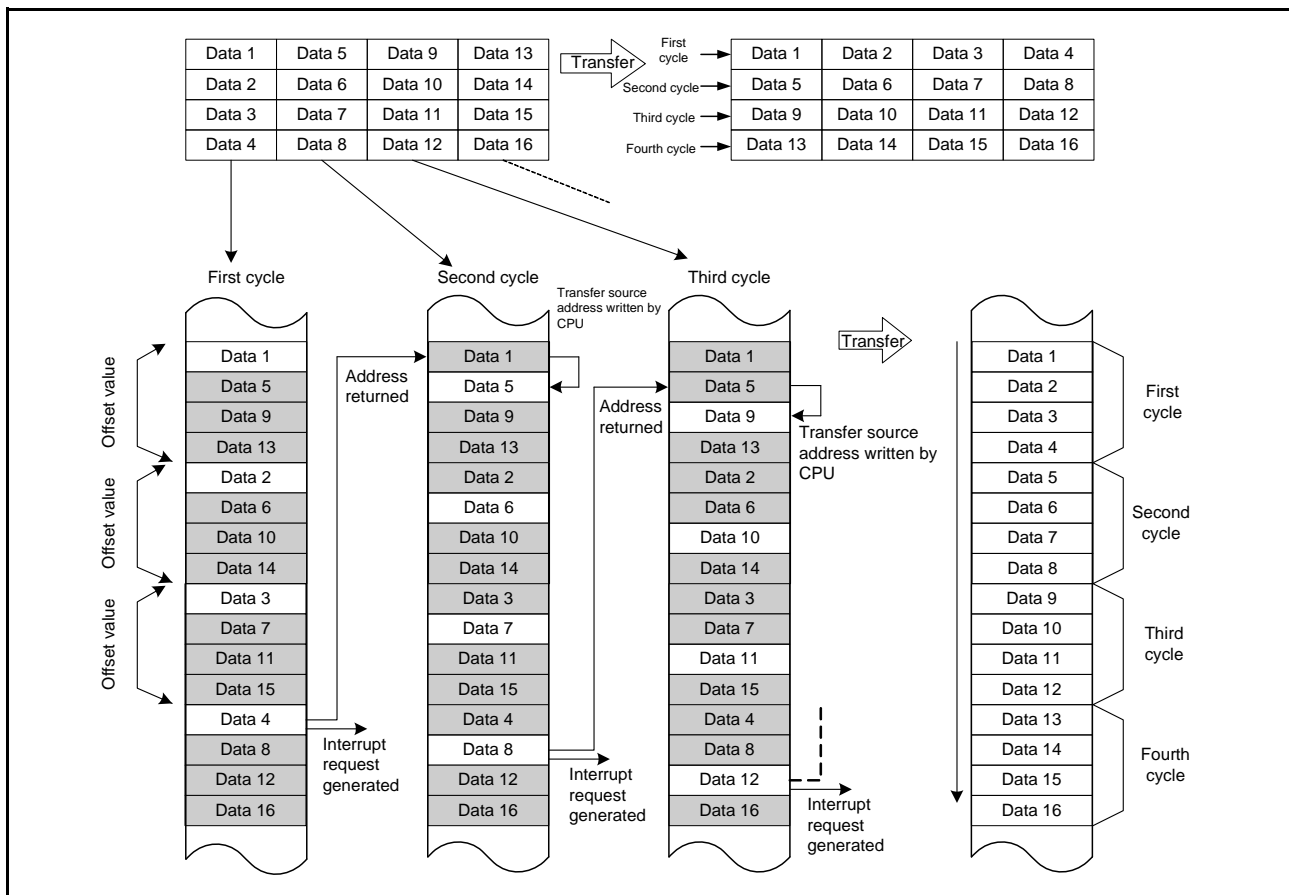 Data 1 Data 5 Data 9 Data 13
Data 2 Data 6 Data 10 Data 14
Data 3 Data 7 Data 11 Data 15
Data 4 Data 8 Data 12 Data 16
Transfer
First
cycle
Second cycle
Third cycle
Fourth cycle
Data 1 Data 2 Data 3 Data 4
Data 5 Data 6 Data 7 Data 8
Data 9 Data 10 Data 11 Data 12
Data 13 Data 14 Data 15 Data 16
First cycle
Offset value
Offset value
Offset value
Data 1
Data 5
Data 9
Data 13
Data 2
Data 6
Data 10
Data 14
Data 3
Data 7
Data 11
Data 15
Data 4
Data 8
Data 12
Data 16
Address
returned
Interrupt
request
generated
Second cycle
Transfer source
address written by
CPU
Data 1
Data 5
Data 9
Data 13
Data 2
Data 6
Data 10
Data 14
Data 3
Data 7
Data 11
Data 15
Data 4
Data 8
Data 12
Data 16
Address
returned
Interrupt
request
generated
Third cycle
Data 1
Data 5
Data 9
Data 13
Data 2
Data 6
Data 10
Data 14
Data 3
Data 7
Data 11
Data 15
Data 4
Data 8
Data 12
Data 16
Transfer
Transfer source
address written by
CPU
Interrupt
request
generated
Data 1
Data 2
Data 3
Data 4
Data 5
Data 6
Data 7
Data 8
Data 9
Data 10
Data 11
Data 12
Data 13
Data 14
Data 15
Data 16
First
cycle
Second
cycle
Third
cycle
Fourth
cycle